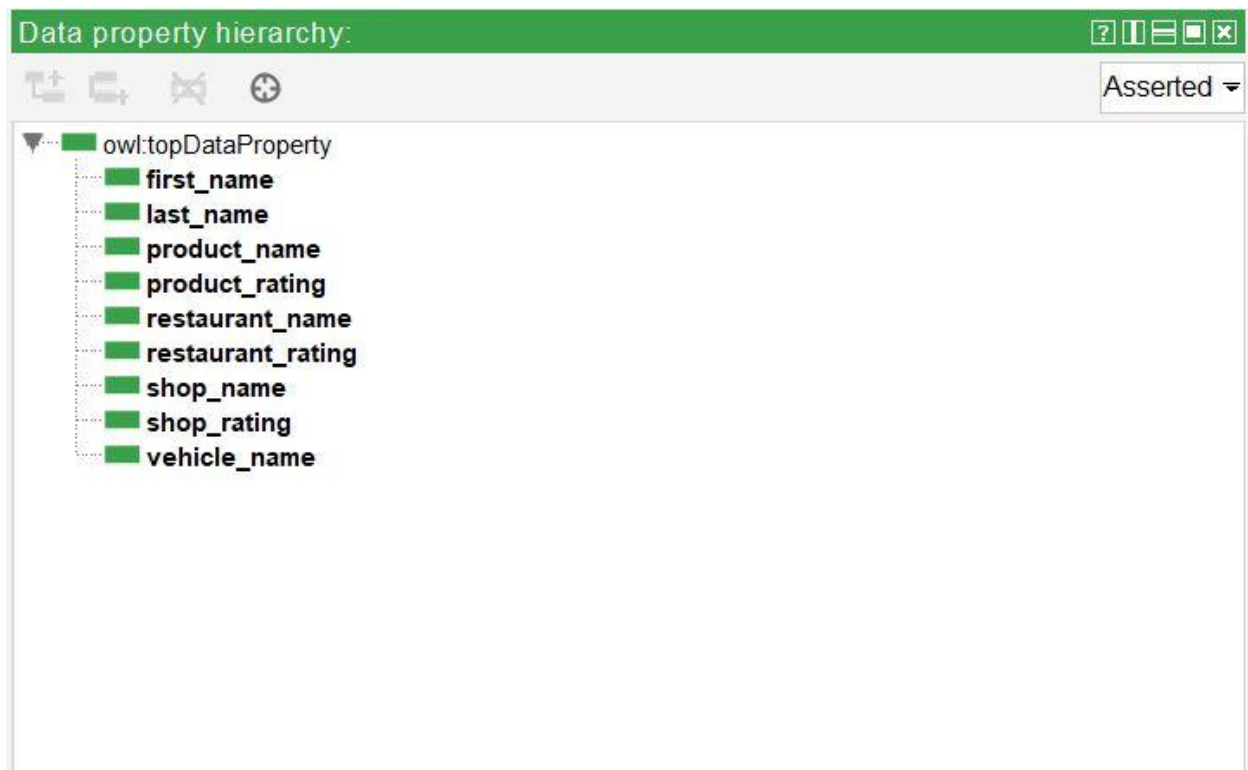 Data property hierarchy:
Asserted
owl:topDataProperty
first_name
last_name
product_name
product_rating
restaurant_name
restaurant_rating
shop_name
shop_rating
vehicle_name